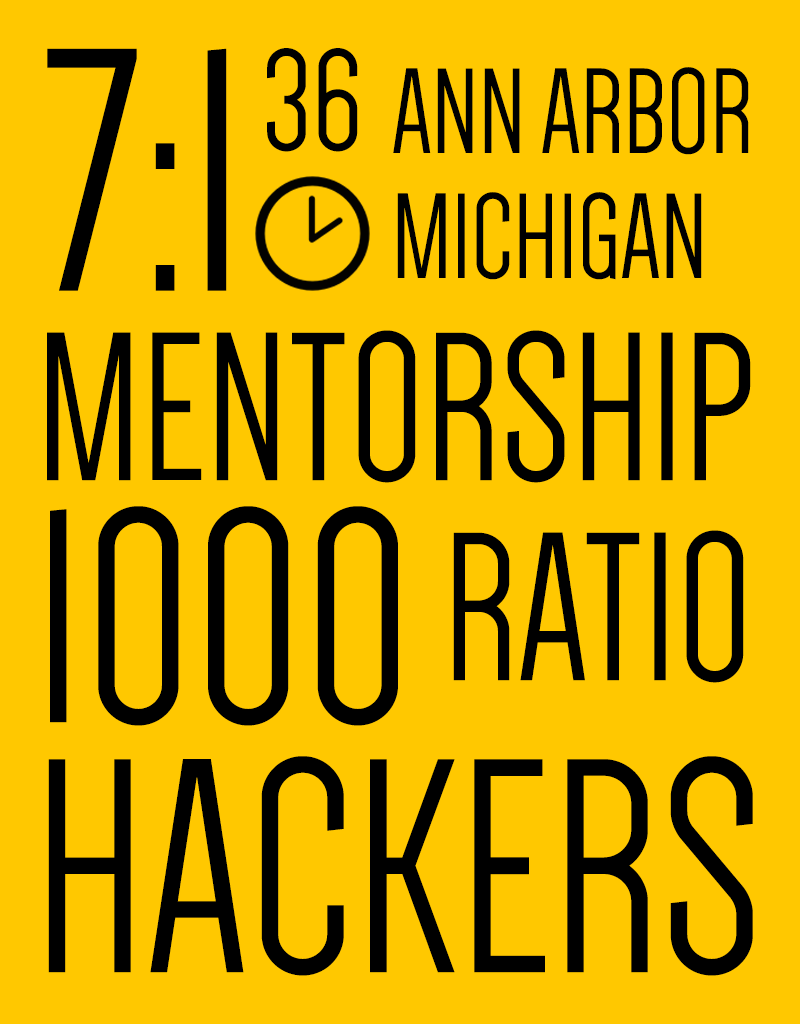 7:1
36
ANN ARBOR
MICHIGAN
MENTORSHIP
1000 RATIO
HACKERS